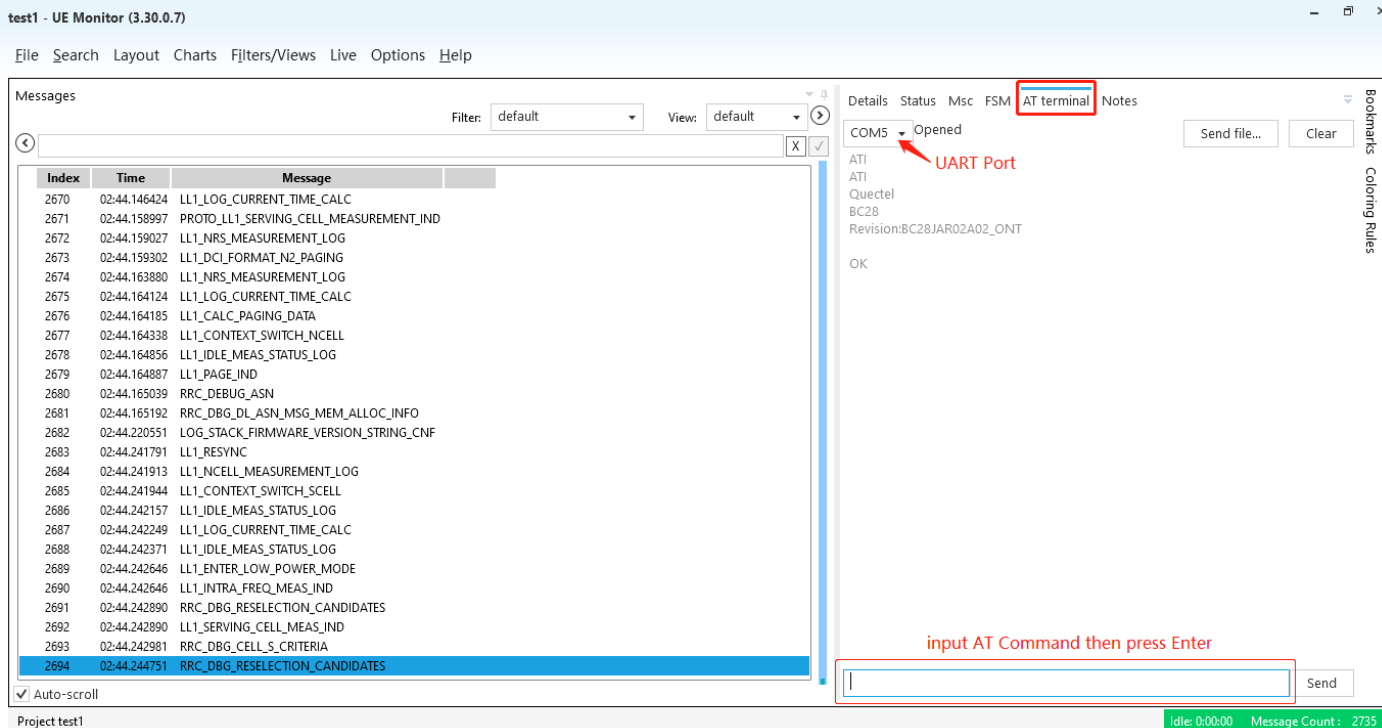 test1 - UE Monitor (3.30.0.7)
File Search Layout Charts Filters/Views Live Options Help
Messages
Filter: default View: default
X
Index Time Message
2670 02:44.146424 LL1_LOG_CURRENT_TIME_CALC
2671 02:44.158997 PROTO_LL1_SERVING_CELL_MEASUREMENT_IND
2672 02:44.159027 LL1_NRS_MEASUREMENT_LOG
2673 02:44.159302 LL1_DCI_FORMAT_N2_PAGING
2674 02:44.163880 LL1_NRS_MEASUREMENT_LOG
2675 02:44.164124 LL1_LOG_CURRENT_TIME_CALC
2676 02:44.164185 LL1_CALC_PAGING_DATA
2677 02:44.164338 LL1_CONTEXT_SWITCH_NCELL
2678 02:44.164856 LL1_IDLE_MEAS_STATUS_LOG
2679 02:44.164887 LL1_PAGE_IND
2680 02:44.165039 RRC_DEBUG_ASN
2681 02:44.165192 RRC_DBG_DL_ASN_MSG_MEM_ALLOC_INFO
2682 02:44.220551 LOG_STACK_FIRMWARE_VERSION_STRING_CNF
2683 02:44.241791 LL1_RESYNC
2684 02:44.241913 LL1_NCELL_MEASUREMENT_LOG
2685 02:44.241944 LL1_CONTEXT_SWITCH_SCELL
2686 02:44.242157 LL1_IDLE_MEAS_STATUS_LOG
2687 02:44.242249 LL1_LOG_CURRENT_TIME_CALC
2688 02:44.242371 LL1_IDLE_MEAS_STATUS_LOG
2689 02:44.242646 LL1_ENTER_LOW_POWER_MODE
2690 02:44.242646 LL1_INTRA_FREQ_MEAS_IND
2691 02:44.242890 RRC_DBG_RESELECTION_CANDIDATES
2692 02:44.242890 LL1_SERVING_CELL_MEAS_IND
2693 02:44.242981 RRC_DBG_CELL_S_CRITERIA
2694 02:44.244751 RRC_DBG_RESELECTION_CANDIDATES
Auto-scroll
Details Status Msc FSM AT terminal Notes
COM5 Opened Send file... Clear
UART Port
ATI
ATI
Quectel
BC28
Revision:BC28JAR02A02_ONT
OK
input AT Command then press Enter
Send
Bookmarks Coloring Rules
Project test1
Idle: 0:00:00 Message Count : 2735